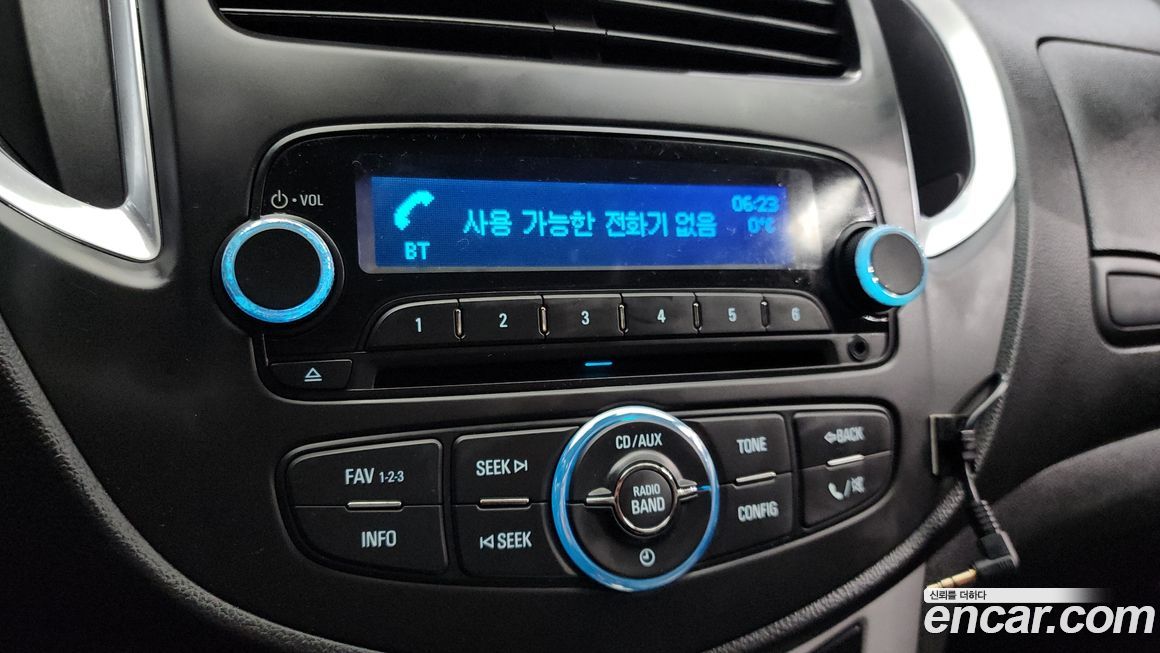 VOL
BT
사용 가능한 전화기 없음
06:23
0°C
1 2 3 4 5 6
FAV 1-2-3
INFO
SEEK
SEEK
CD/AUX
RADIO
BAND
TONE
CONFIG
BACK
신뢰를 더하다
encar.com